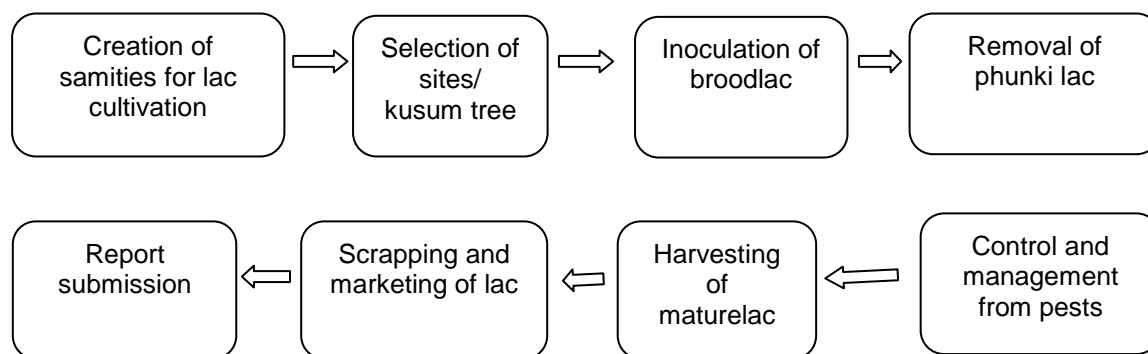 Creation of
samities for lac
cultivation
Selection of
sites/
kusum tree
Inoculation of
broodlac
Removal of
phunki lac
Report
submission
Scrapping and
marketing of lac
Harvesting
of
maturelac
Control and
management
from pests